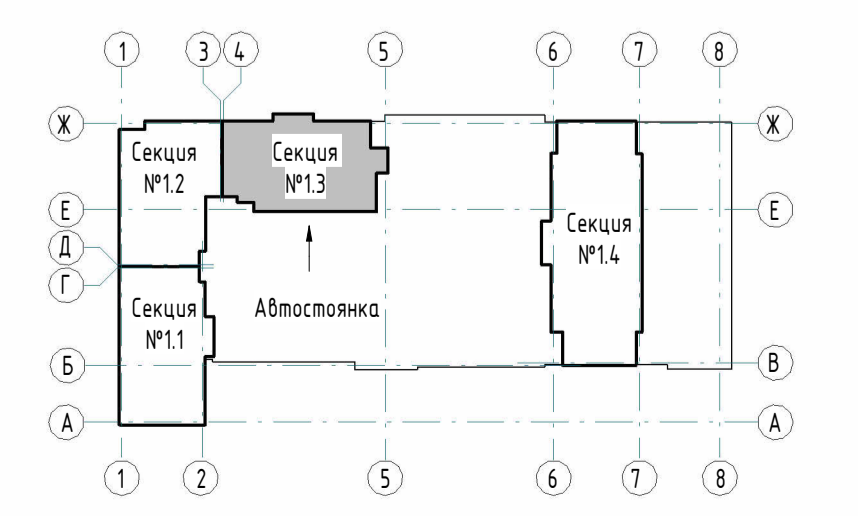 1 3 4 5 6 7 8
Ж Ж
Секция
№1.2
Секция
№1.3
Е Е
Секция
№1.4
Д
Г
Секция
№1.1
Автостоянка
Б В
А А
1 2 5 6 7 8